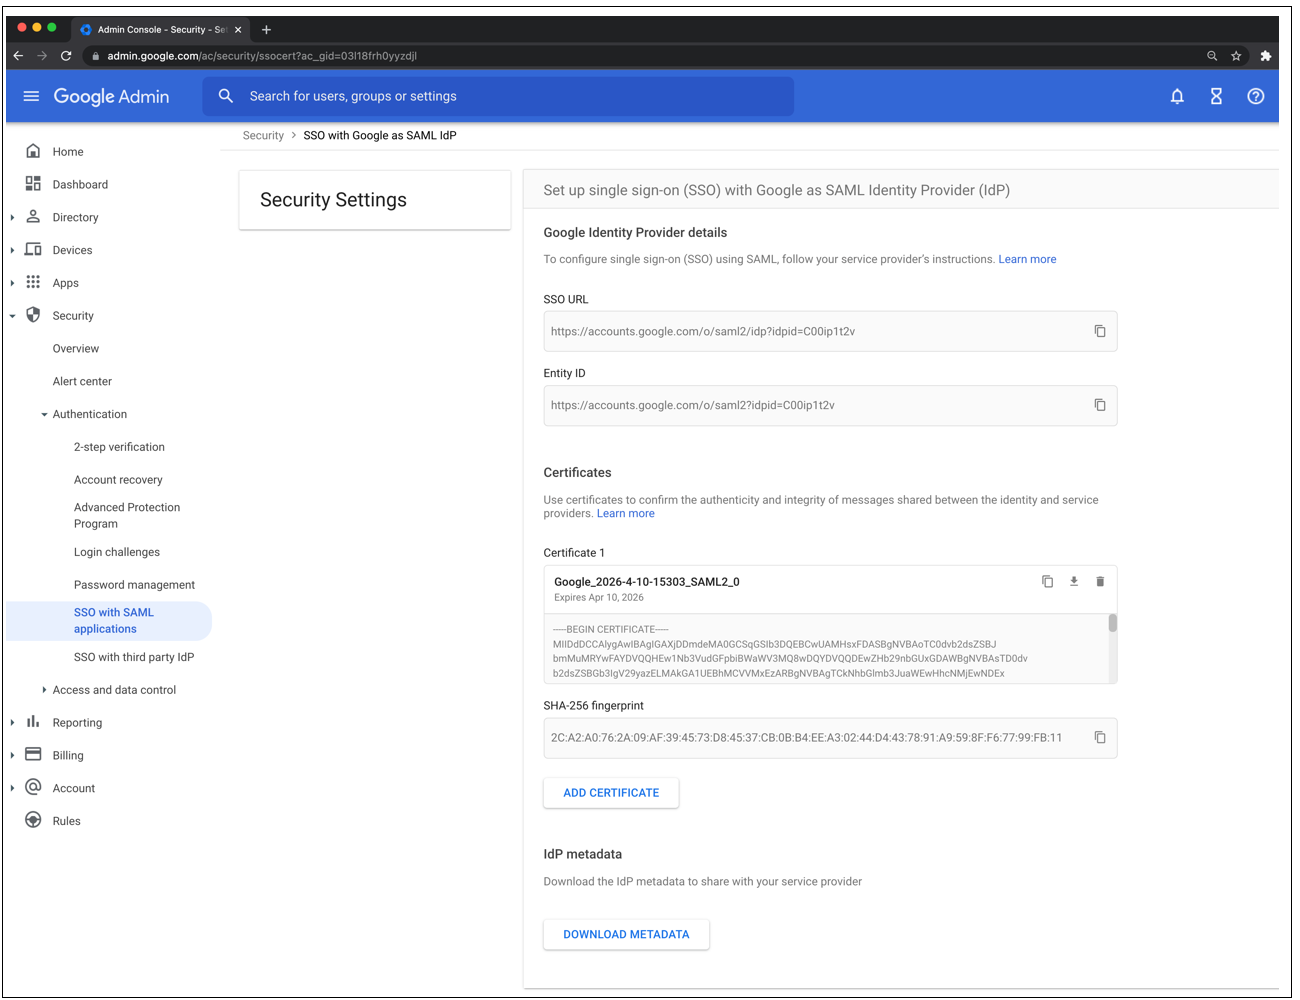 Admin Console - Security - Set
admin.google.com/ac/security/ssocert?ac_gid=03l18frh0yyzdjl
Google Admin
Search for users, groups or settings
Security > SSO with Google as SAML IdP
Home
Dashboard
Directory
Devices
Apps
Security
Overview
Alert center
Authentication
2-step verification
Account recovery
Advanced Protection
Program
Login challenges
Password management
SSO with SAML
applications
SSO with third party IdP
Access and data control
Reporting
Billing
Account
Rules
Security Settings
Set up single sign-on (SSO) with Google as SAML Identity Provider (IdP)
Google Identity Provider details
To configure single sign-on (SSO) using SAML, follow your service provider's instructions. Learn more
SSO URL
https://accounts.google.com/o/saml2/idp?idpid=C00ip1t2v
Entity ID
https://accounts.google.com/o/saml2?idpid=C00ip1t2v
Certificates
Use certificates to confirm the authenticity and integrity of messages shared between the identity and service
providers. Learn more
Certificate 1
Google_2026-4-10-15303_SAML2_0
Expires Apr 10, 2026
-----BEGIN CERTIFICATE-----
MIIDdDCCAlygAwIBAgIGAXjDDmdeMA0GCSqGSIb3DQEBCwUAMHsxFDASBgNVBAoTC0dvb2dsZSBJ
bmMuMRYwFAYDVQQHEw1Nb3VudGFpbiBWaWV3MQ8wDQYDVQQDEwZHb29nbGUxGDAWBgNVBAsTD0dv
b2dsZSBGb3IgV29yazELMAkGA1UEBhMCVVMxEzARBgNVBAgTCkNhbGlmb3JuaWEwHhcNMjEwNDEx
SHA-256 fingerprint
2C:A2:A0:76:2A:09:AF:39:45:73:D8:45:37:CB:0B:B4:EE:A3:02:44:D4:43:78:91:A9:59:8F:F6:77:99:FB:11
ADD CERTIFICATE
IdP metadata
Download the IdP metadata to share with your service provider
DOWNLOAD METADATA